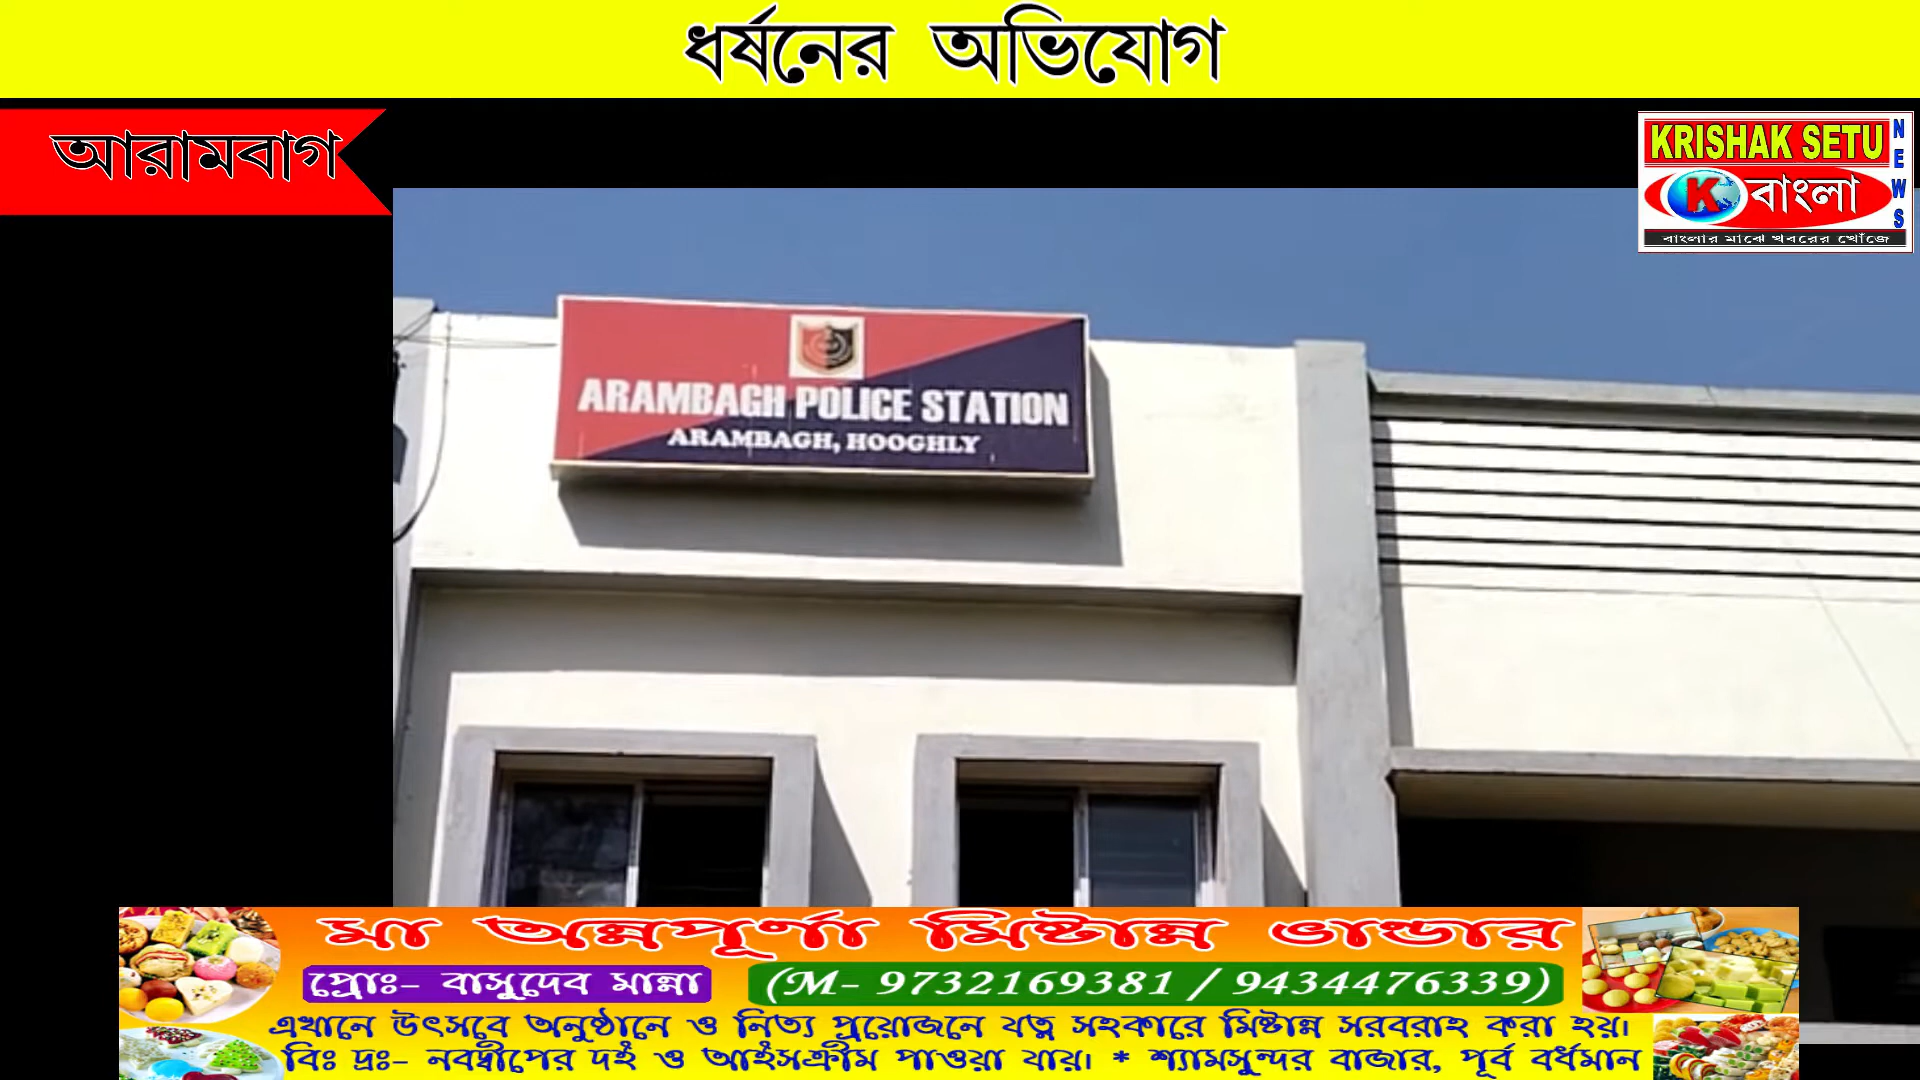 ধর্ষনের অভিযোগ
আরামবাগ
KRISHAK SETU
NEWS
K বাংলা
বাংলার মাঝে খবরের খোঁজে
ARAMBAGH POLICE STATION
ARAMBAGH, HOOGHLY
মা অন্নপূর্ণা মিষ্টান্ন ভান্ডার
প্রোঃ- বাসুদেব মান্না (M- 9732169381 / 9434476339)
এখানে উৎসবে অনুষ্ঠানে ও নিত্য প্রয়োজনে যত্ন সহকারে মিষ্টান্ন সরবরাহ করা হয়।
বিঃ দ্রঃ- নবদ্বীপের দই ও আইসক্রীম পাওয়া যায়। * শ্যামসুন্দর বাজার, পূর্ব বর্ধমান